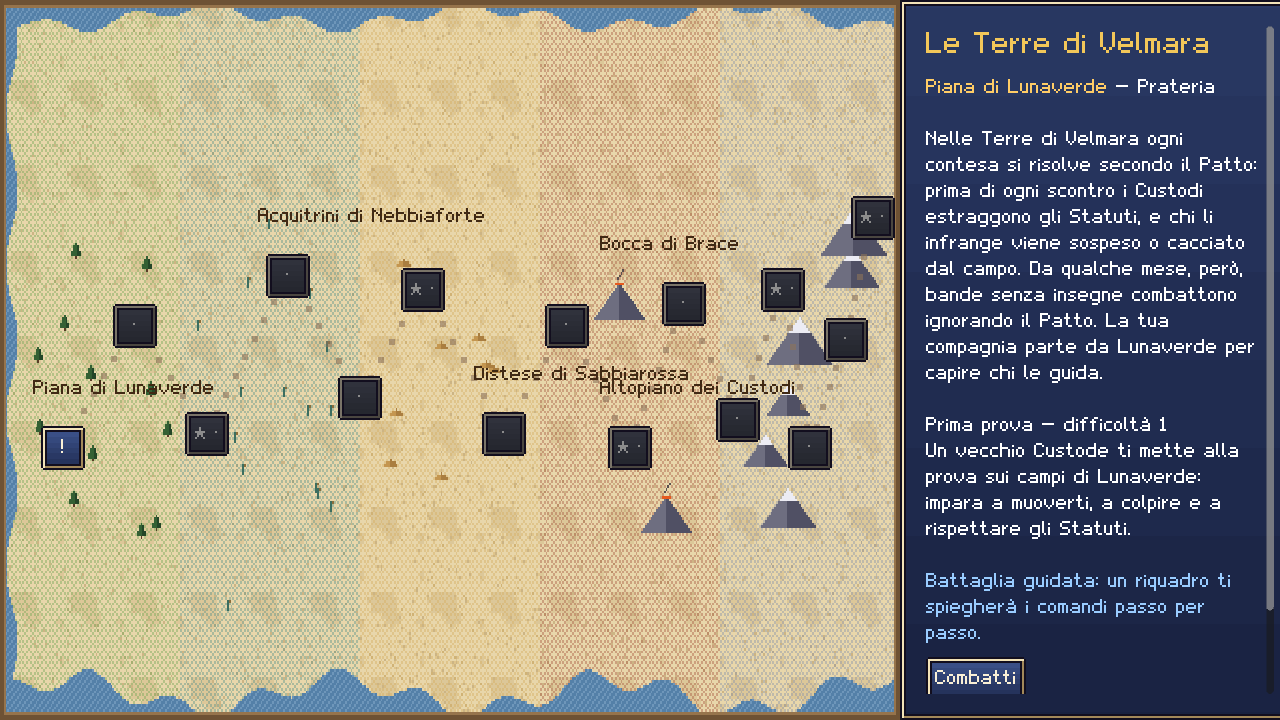 Acquitrini di Nebbiaforte
Bocca di Brace
Distese di Sabbiarossa
Piana di Lunaverde
Altopiano dei Custodi
!
Le Terre di Velmara
Piana di Lunaverde — Prateria
Nelle Terre di Velmara ogni
contesa si risolve secondo il Patto:
prima di ogni scontro i Custodi
estraggono gli Statuti, e chi li
infrange viene sospeso o cacciato
dal campo. Da qualche mese, però,
bande senza insegne combattono
ignorando il Patto. La tua
compagnia parte da Lunaverde per
capire chi le guida.
Prima prova — difficoltà 1
Un vecchio Custode ti mette alla
prova sui campi di Lunaverde:
impara a muoverti, a colpire e a
rispettare gli Statuti.
Battaglia guidata: un riquadro ti
spiegherà i comandi passo per
passo.
Combatti